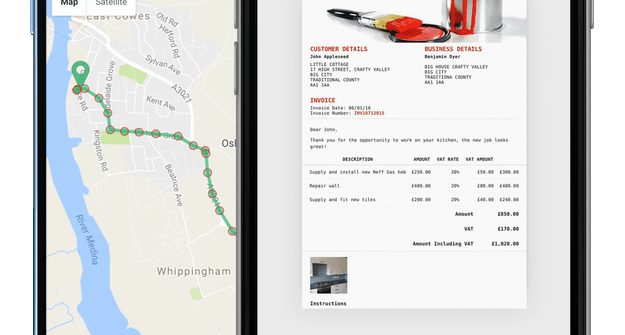 Map
Satellite
East Cowes
Old Rd
Hefford Rd
Sylvan Ave
Adelaide Grove
A3027
Kent Ave
Kingston Rd
Beatrice Ave
River Medina
Whippingham
CUSTOMER DETAILS
John Appleseed
LITTLE COTTAGE
17 HIGH STREET, CRAFTY VALLEY
BIG CITY
TRADITIONAL COUNTY
AA1 1AA
BUSINESS DETAILS
Benjamin Dyer
BIG HOUSE CRAFTY VALLEY
BIG CITY
TRADITIONA COUNTY
AA1 1AA
INVOICE
Invoice Date: 06/01/16
Invoice Number: INV16712015
Dear John,
Thank you for the opportunity to work on your kitchen, the new job looks
great!
DESCRIPTION AMOUNT VAT RATE VAT AMOUNT
Supply and install new Neff Gas hob £250.00 20% £50.00 £300.00
Repair wall £400.00 20% £80.00 £480.00
Supply and fit new tiles £200.00 20% £40.00 £240.00
Amount £850.00
VAT £170.00
Amount Including VAT £1,020.00
Instructions